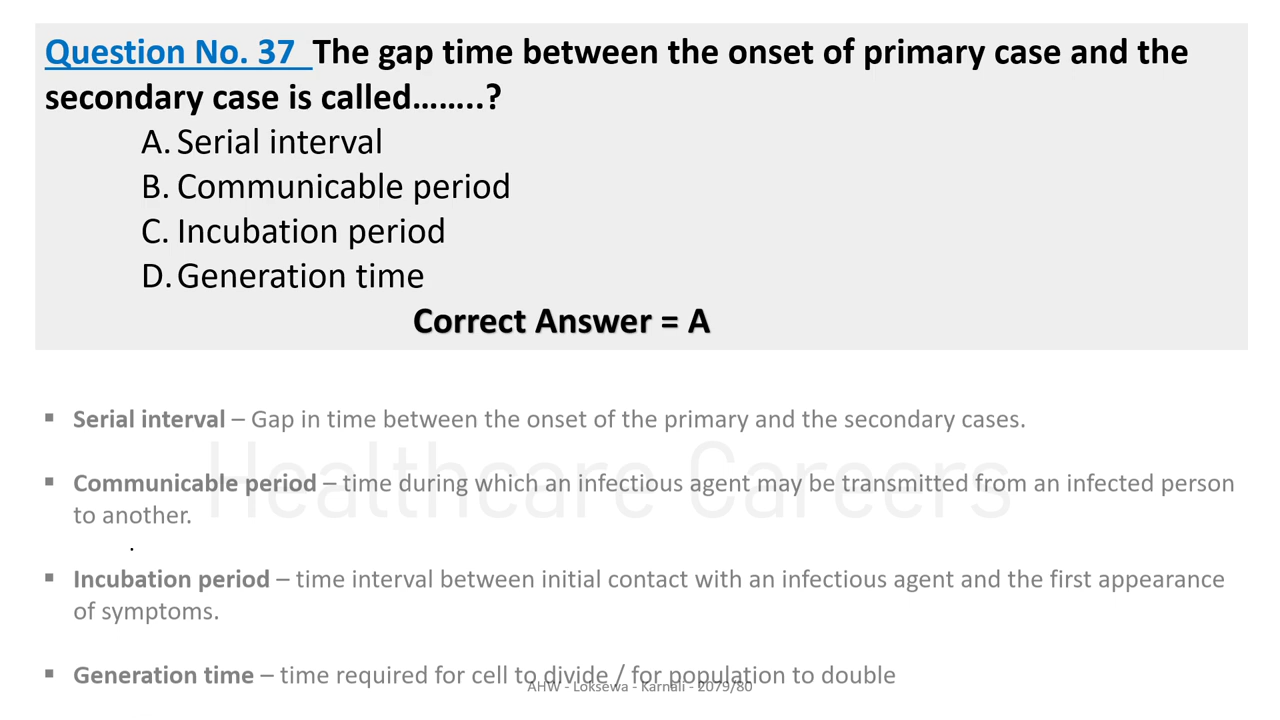 Question No. 37  The gap time between the onset of primary case and the
secondary case is called……..?
A. Serial interval
B. Communicable period
C. Incubation period
D. Generation time
Correct Answer = A
Healthcare Careers
▪ Serial interval – Gap in time between the onset of the primary and the secondary cases.
▪ Communicable period – time during which an infectious agent may be transmitted from an infected person
to another.
.
▪ Incubation period – time interval between initial contact with an infectious agent and the first appearance
of symptoms.
▪ Generation time – time required for cell to divide / for population to double
AHW - Loksewa - Karnali - 2079/80